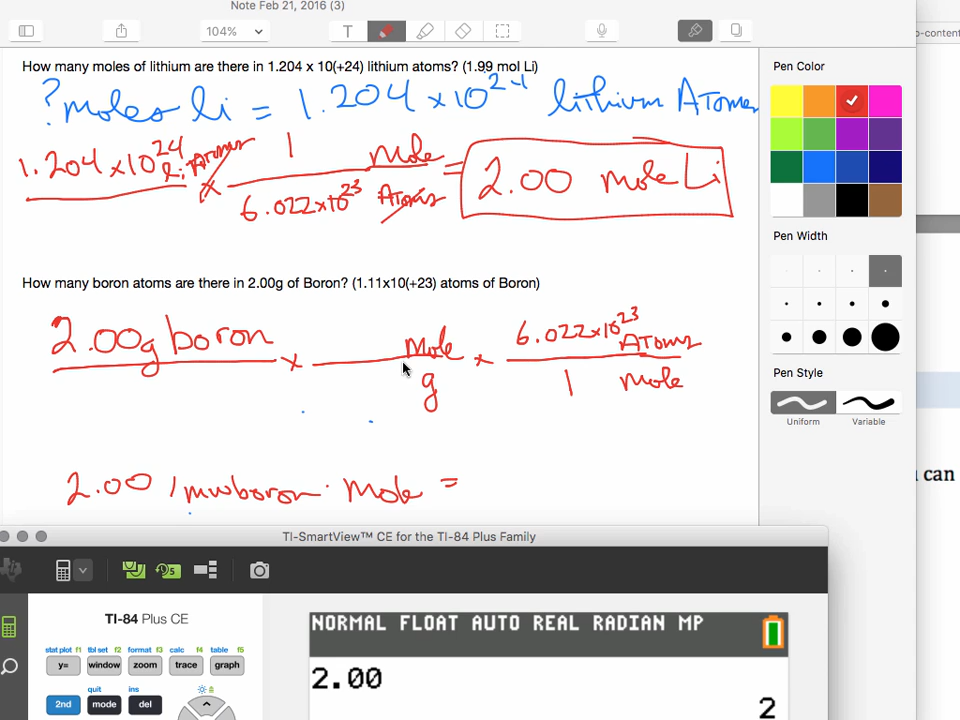 Note Feb 21, 2016 (3)
104%
T
o-content
How many moles of lithium are there in 1.204 x 10(+24) lithium atoms? (1.99 mol Li)
? moles Li = 1.204 x 10^24 lithium Atoms
1.204 x 10^24 Li Atoms x 1 mole = 2.00 mole Li
6.022x10^23 Atoms
How many boron atoms are there in 2.00g of Boron? (1.11x10(+23) atoms of Boron)
2.00g boron x mole x 6.022x10^23 Atoms
g 1 mole
2.00 / mwboron · Mole =
Pen Color
Pen Width
Pen Style
Uniform Variable
can
TI-SmartView™ CE for the TI-84 Plus Family
5
TI-84 Plus CE
stat plot f1 tbl set f2 format f3 calc f4 table f5
y= window zoom trace graph
quit ins
2nd mode del
NORMAL FLOAT AUTO REAL RADIAN MP
2.00
2